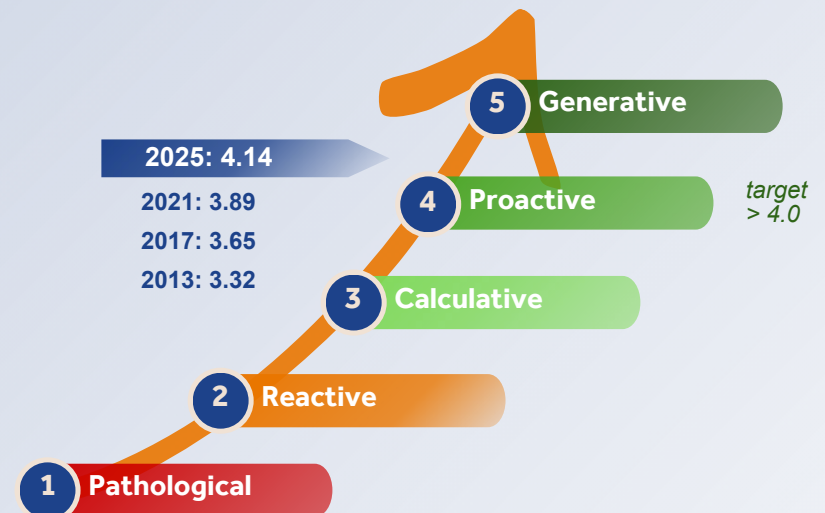 5 Generative
2025: 4.14
4 Proactive
target
> 4.0
2021: 3.89
2017: 3.65
2013: 3.32
3 Calculative
2 Reactive
1 Pathological